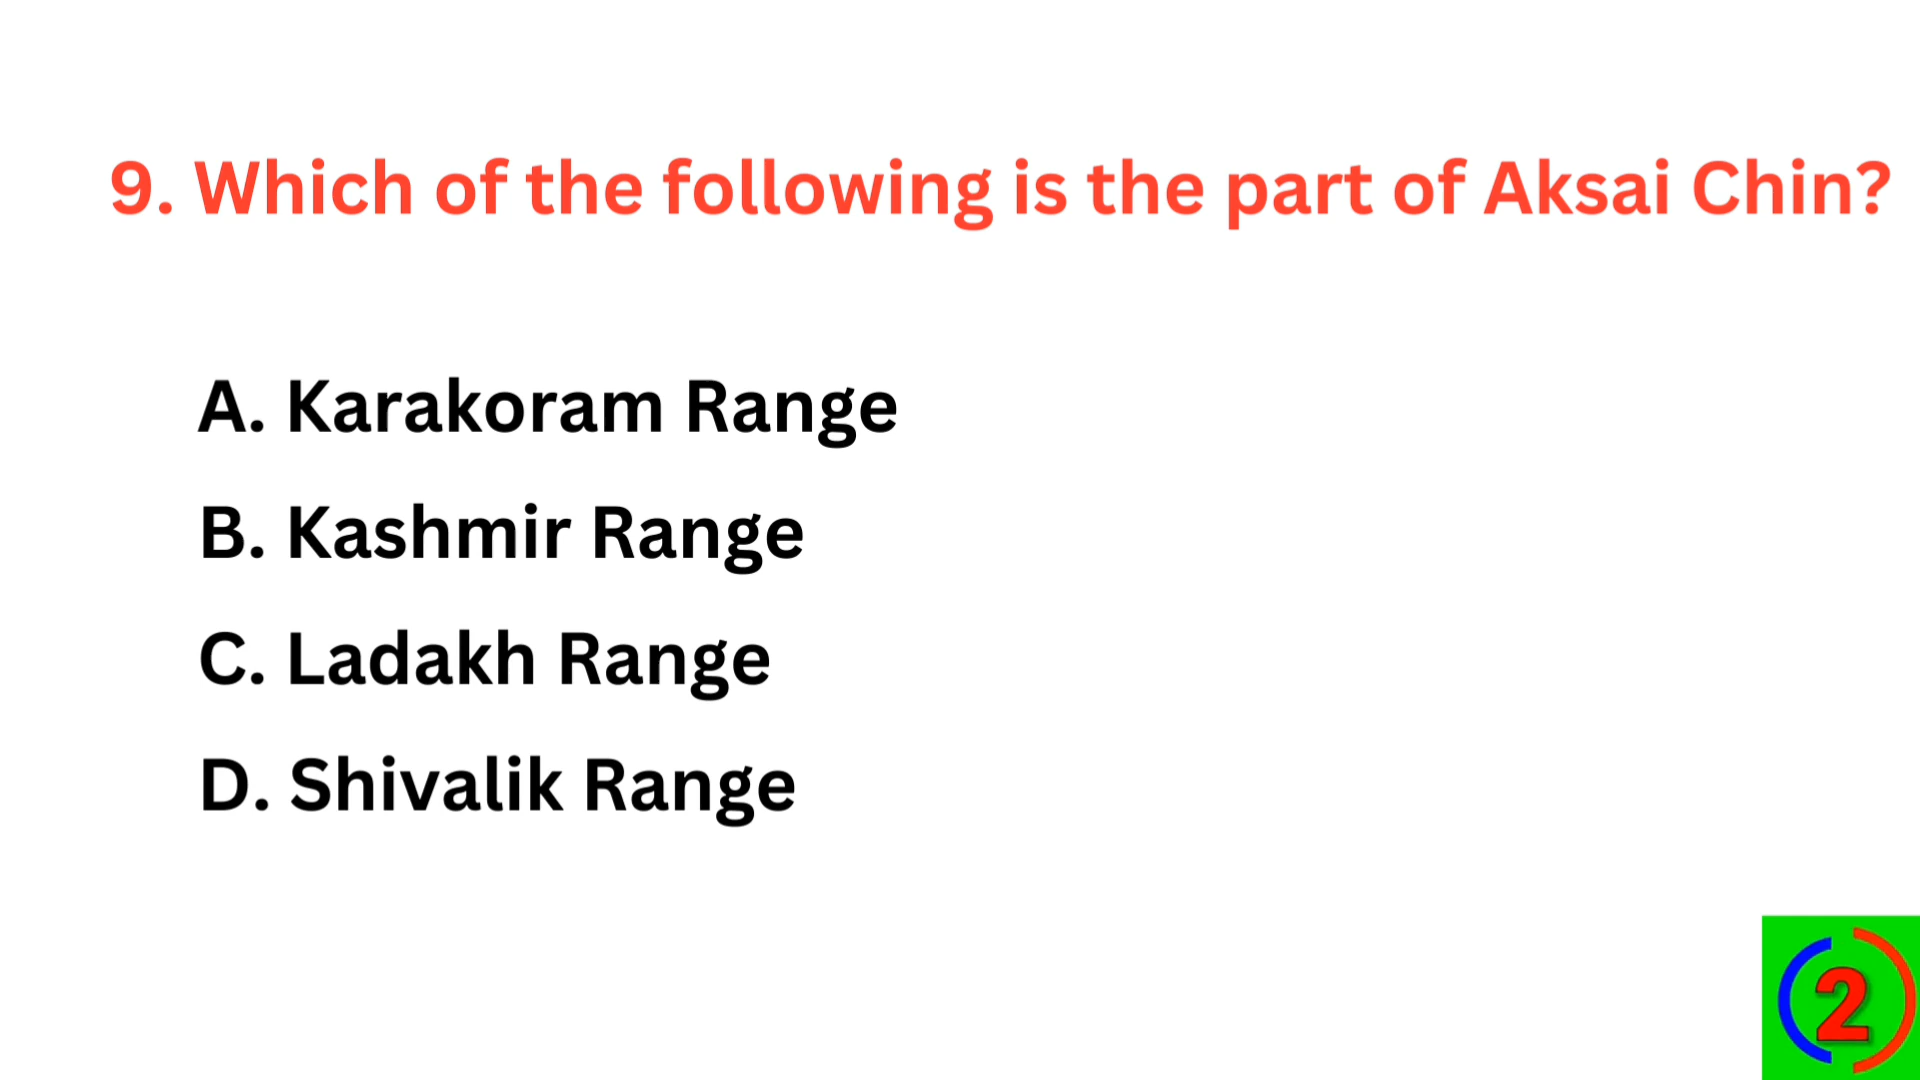 9. Which of the following is the part of Aksai Chin?
A. Karakoram Range
B. Kashmir Range
C. Ladakh Range
D. Shivalik Range
2